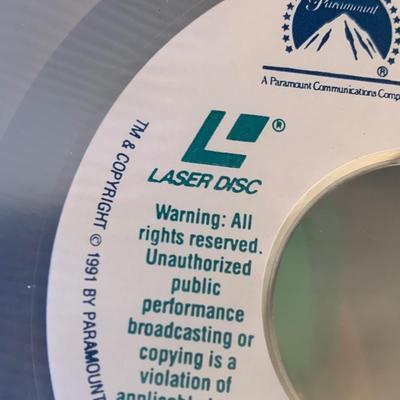 Paramount
®
A Paramount Communications Comp
®
LASER DISC
Warning: All
rights reserved.
Unauthorized
public
performance
broadcasting or
copying is a
violation of
TM & COPYRIGHT © 1991 BY PARAMOUNT